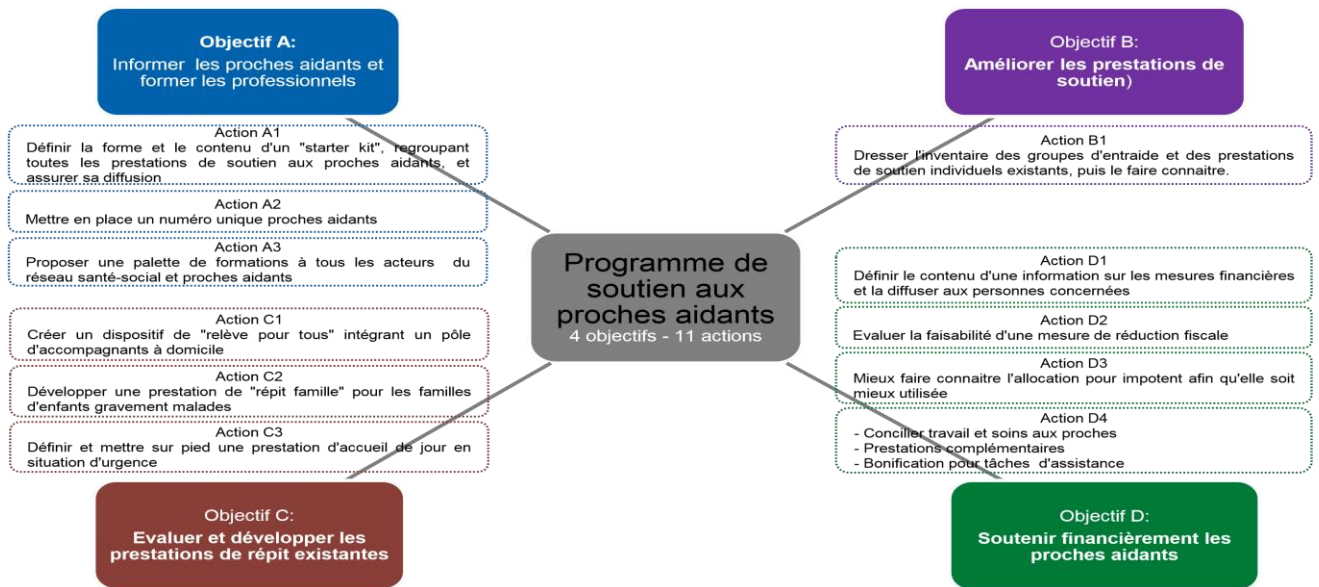 Objectif A:
Informer les proches aidants et
former les professionnels
Action A1
Définir la forme et le contenu d'un "starter kit", regroupant
toutes les prestations de soutien aux proches aidants, et
assurer sa diffusion
Action A2
Mettre en place un numéro unique proches aidants
Action A3
Proposer une palette de formations à tous les acteurs du
réseau santé-social et proches aidants
Objectif B:
Améliorer les prestations de
soutien)
Action B1
Dresser l'inventaire des groupes d'entraide et des prestations
de soutien individuels existants, puis le faire connaitre.
Programme de
soutien aux
proches aidants
4 objectifs - 11 actions
Action C1
Créer un dispositif de "relève pour tous" intégrant un pôle
d'accompagnants à domicile
Action C2
Développer une prestation de "répit famille" pour les familles
d'enfants gravement malades
Action C3
Définir et mettre sur pied une prestation d'accueil de jour en
situation d'urgence
Objectif C:
Evaluer et développer les
prestations de répit existantes
Action D1
Définir le contenu d'une information sur les mesures financières
et la diffuser aux personnes concernées
Action D2
Evaluer la faisabilité d'une mesure de réduction fiscale
Action D3
Mieux faire connaitre l'allocation pour impotent afin qu'elle soit
mieux utilisée
Action D4
- Concilier travail et soins aux proches
- Prestations complémentaires
- Bonification pour tâches d'assistance
Objectif D:
Soutenir financièrement les
proches aidants